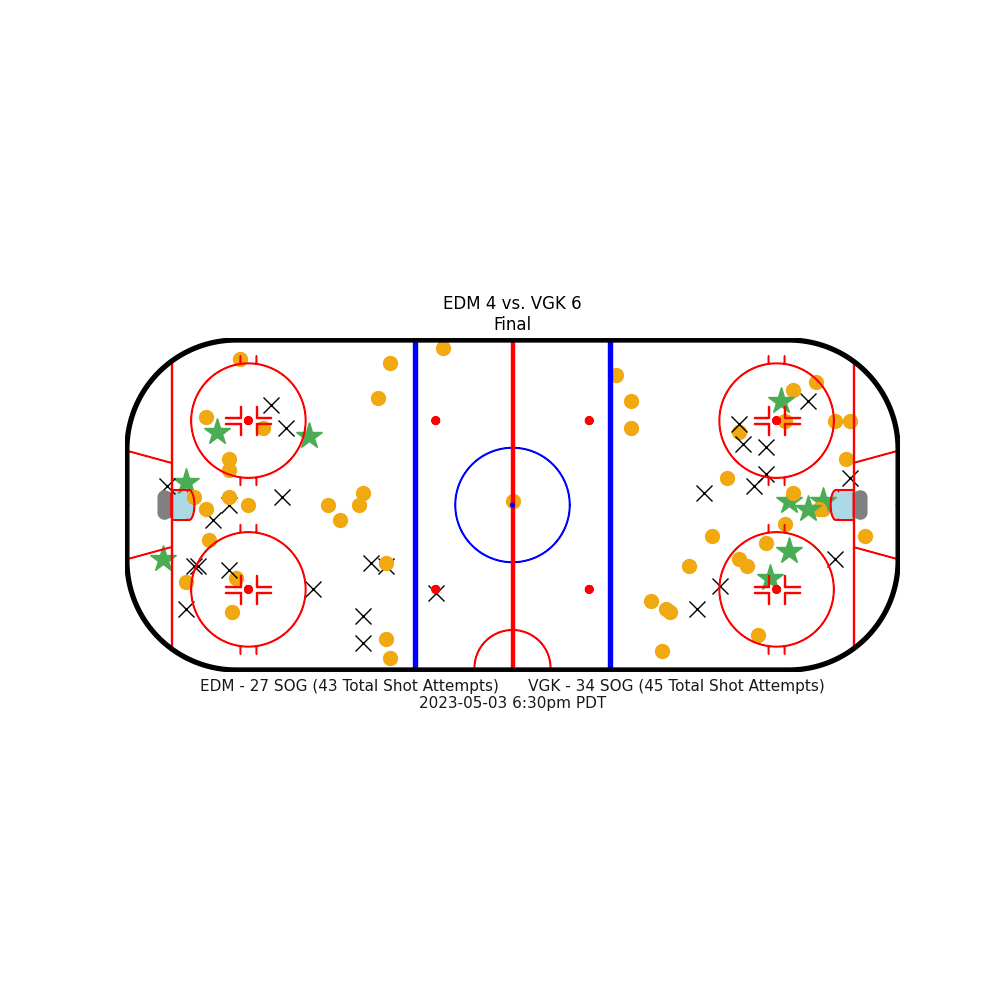 EDM 4 vs. VGK 6
Final
EDM - 27 SOG (43 Total Shot Attempts) VGK - 34 SOG (45 Total Shot Attempts)
2023-05-03 6:30pm PDT